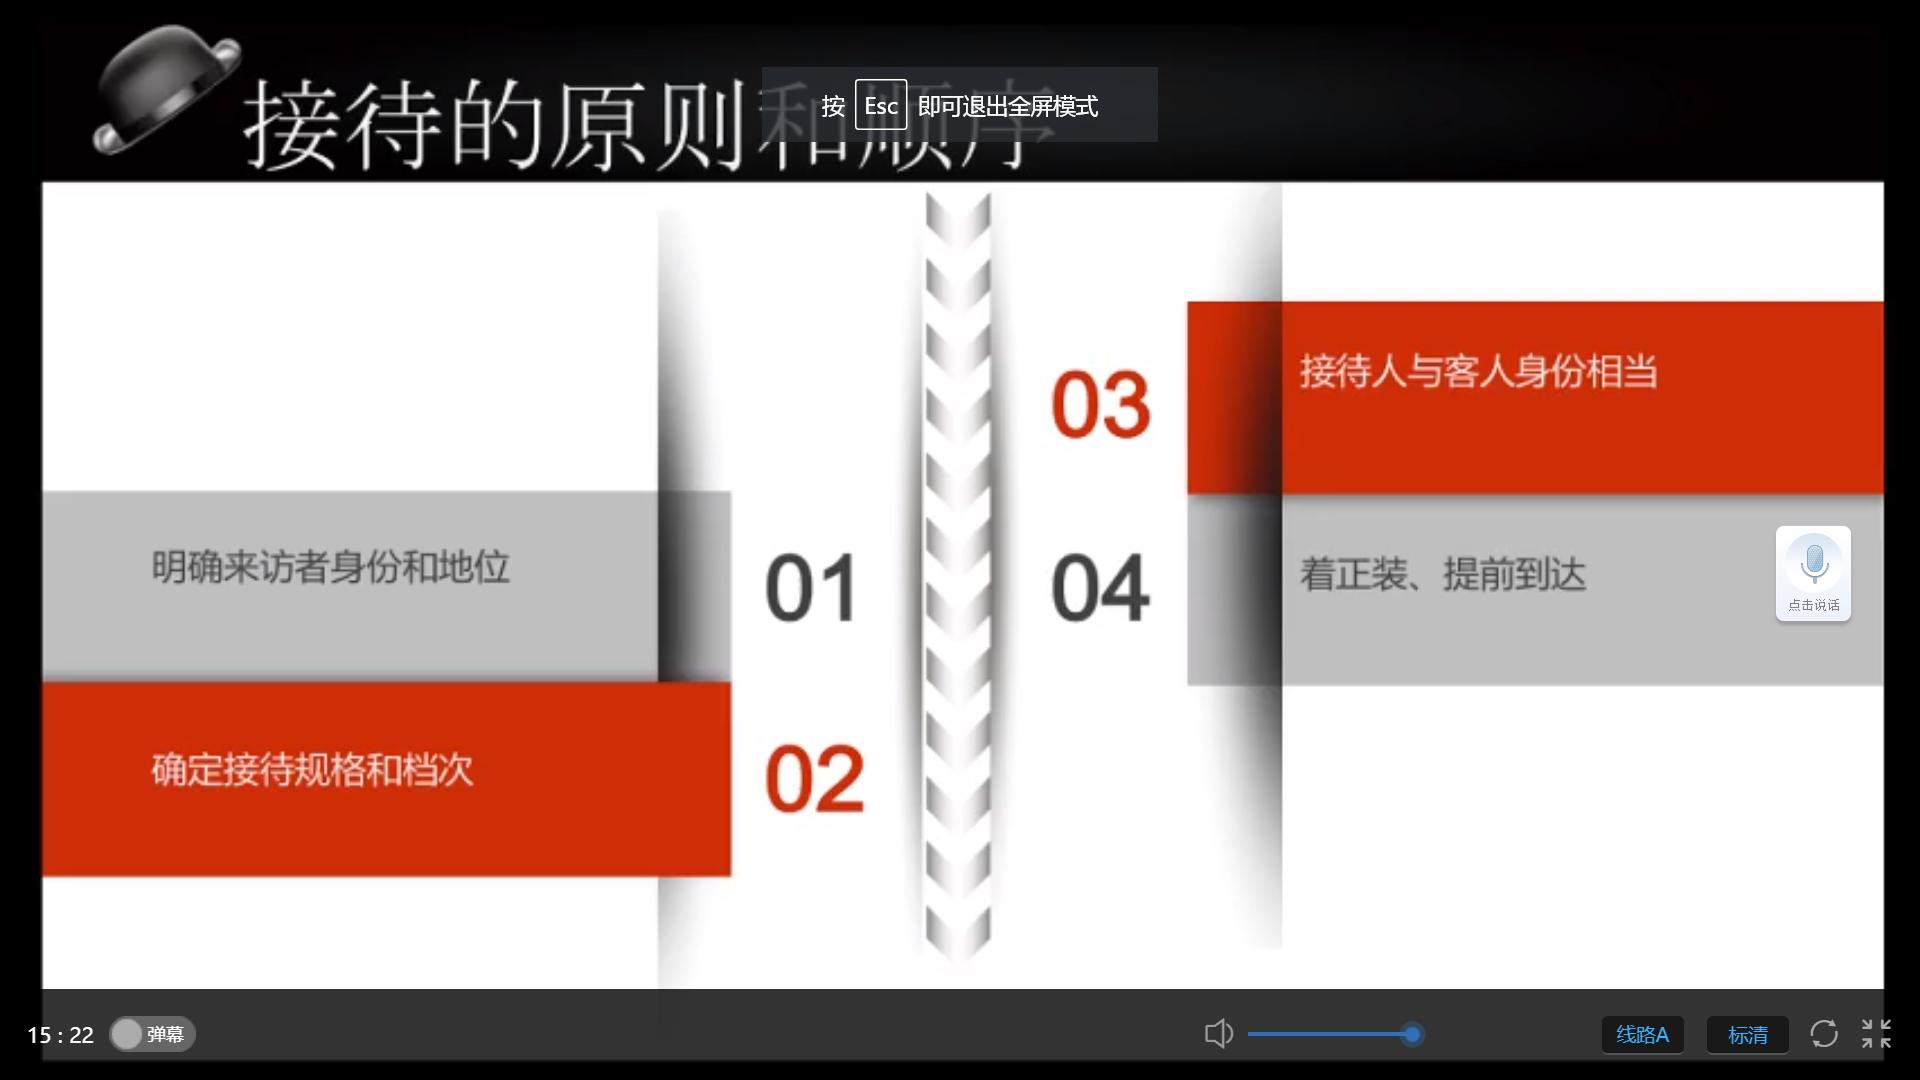 接待的原则和顺序
按 Esc 即可退出全屏模式
03
接待人与客人身份相当
明确来访者身份和地位
01
04
着正装、提前到达
点击说话
确定接待规格和档次
02
15 : 22
弹幕
线路A
标清